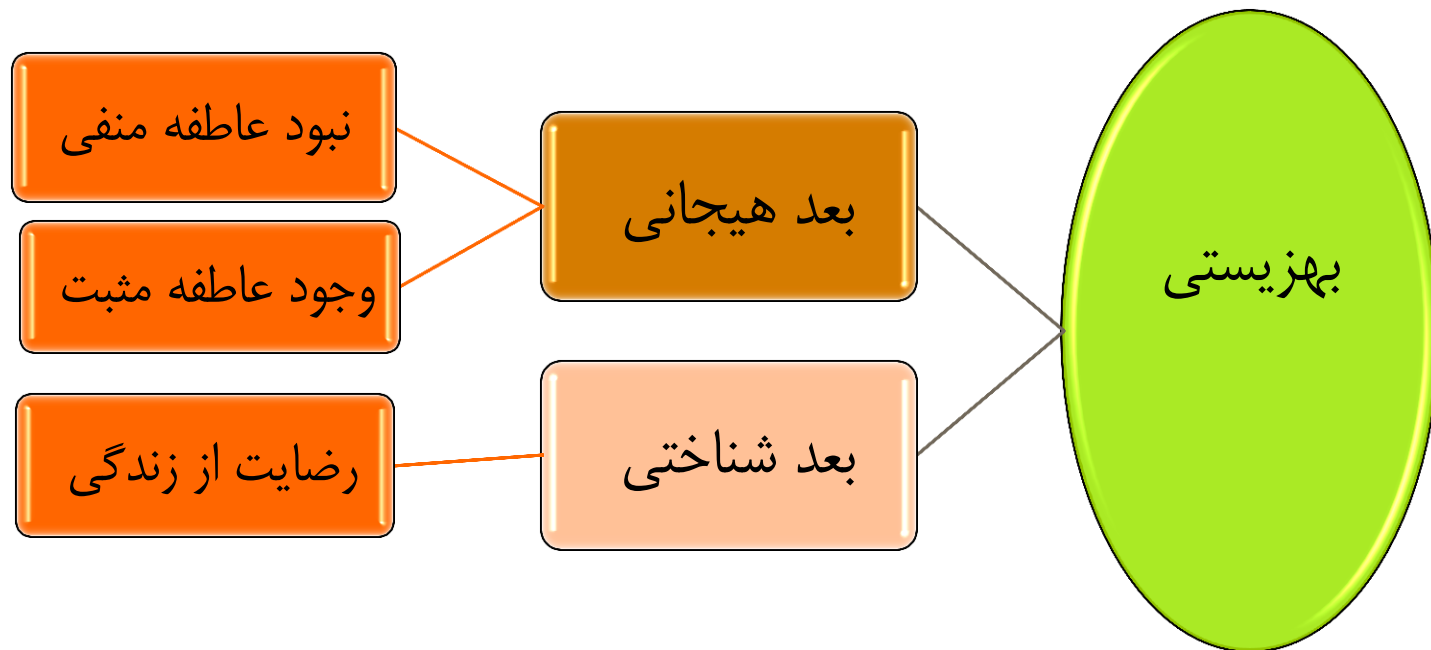 بهزیستی
بعد هیجانی
نبود عاطفه منفی
وجود عاطفه مثبت
بعد شناختی
رضایت از زندگی